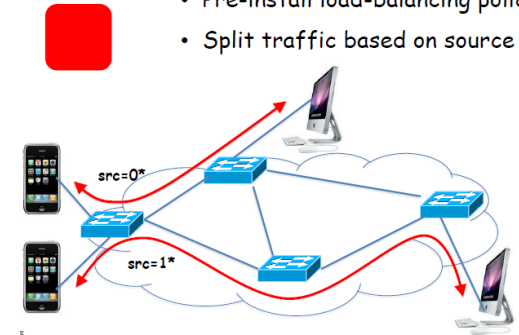 • Pre-install load-balancing
• Split traffic based on source
src=0*
src=1*
5